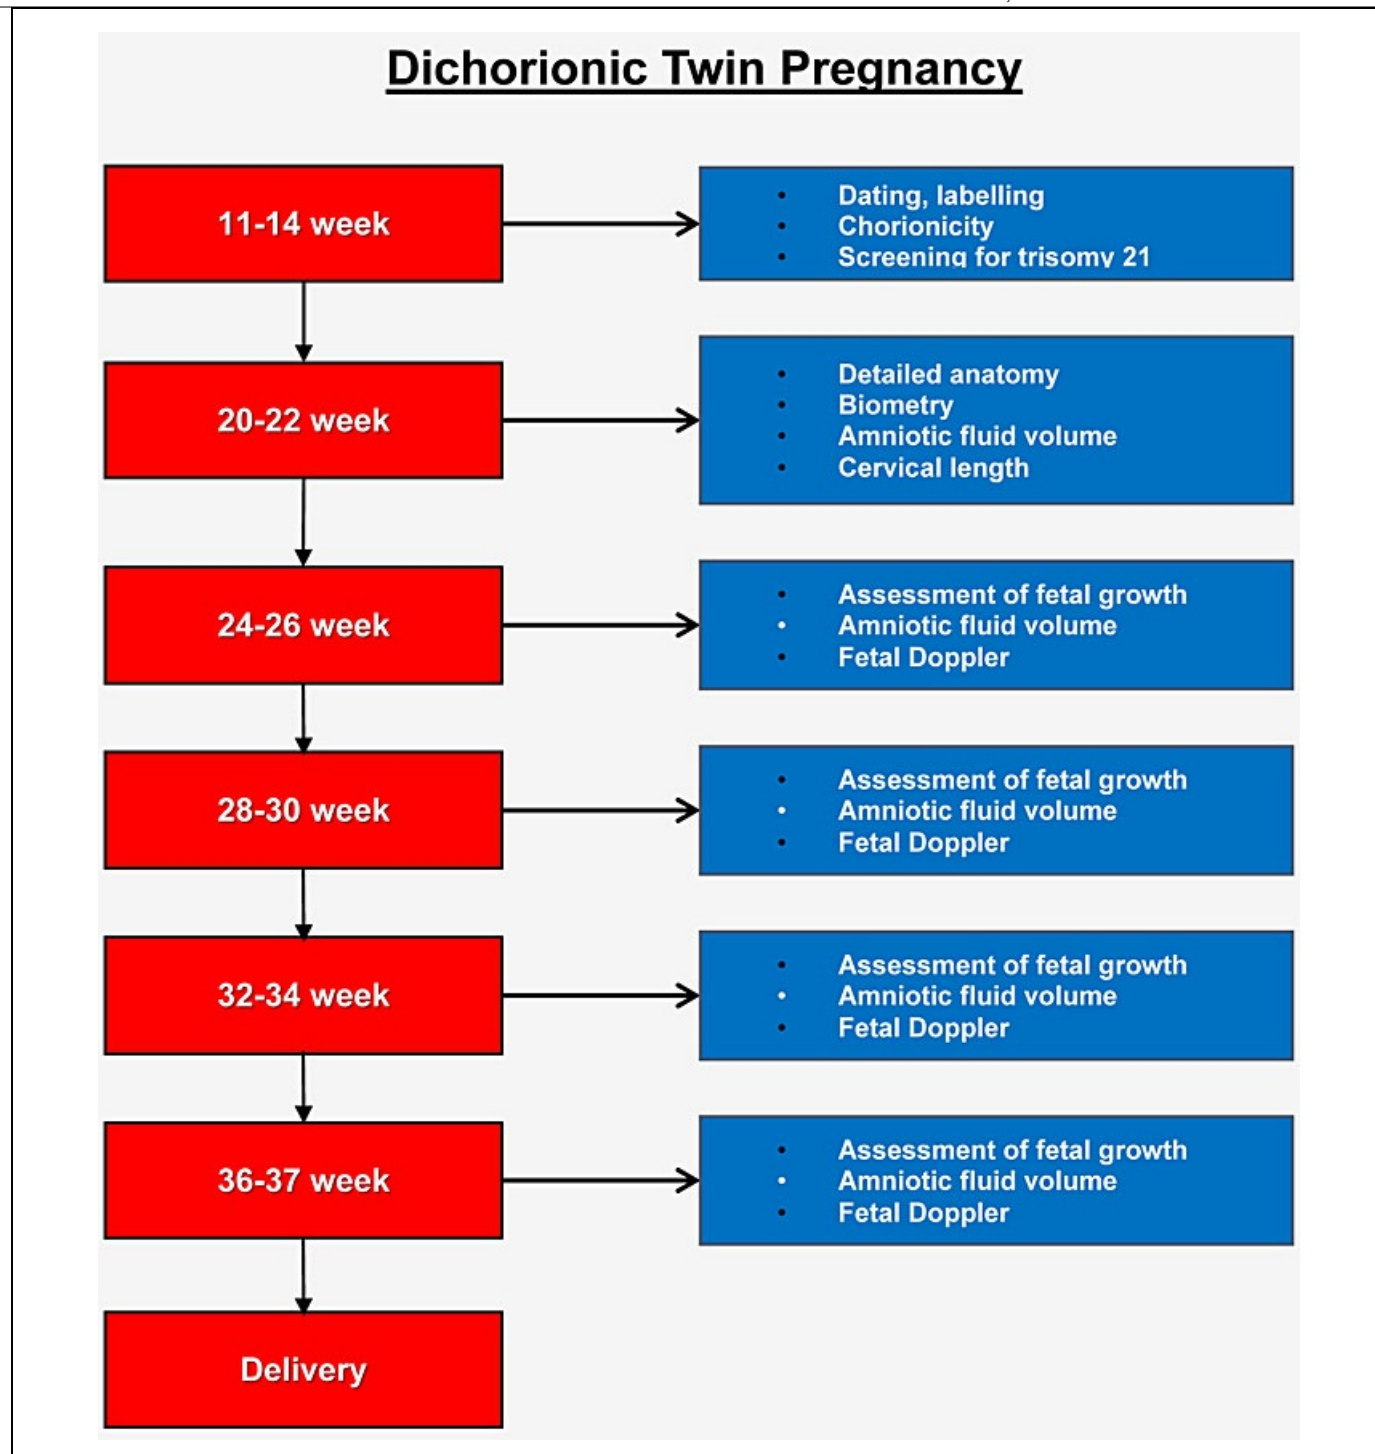 Dichorionic Twin Pregnancy
11-14 week
• Dating, labelling
• Chorionicity
• Screening for trisomy 21
20-22 week
• Detailed anatomy
• Biometry
• Amniotic fluid volume
• Cervical length
24-26 week
• Assessment of fetal growth
• Amniotic fluid volume
• Fetal Doppler
28-30 week
• Assessment of fetal growth
• Amniotic fluid volume
• Fetal Doppler
32-34 week
• Assessment of fetal growth
• Amniotic fluid volume
• Fetal Doppler
36-37 week
• Assessment of fetal growth
• Amniotic fluid volume
• Fetal Doppler
Delivery